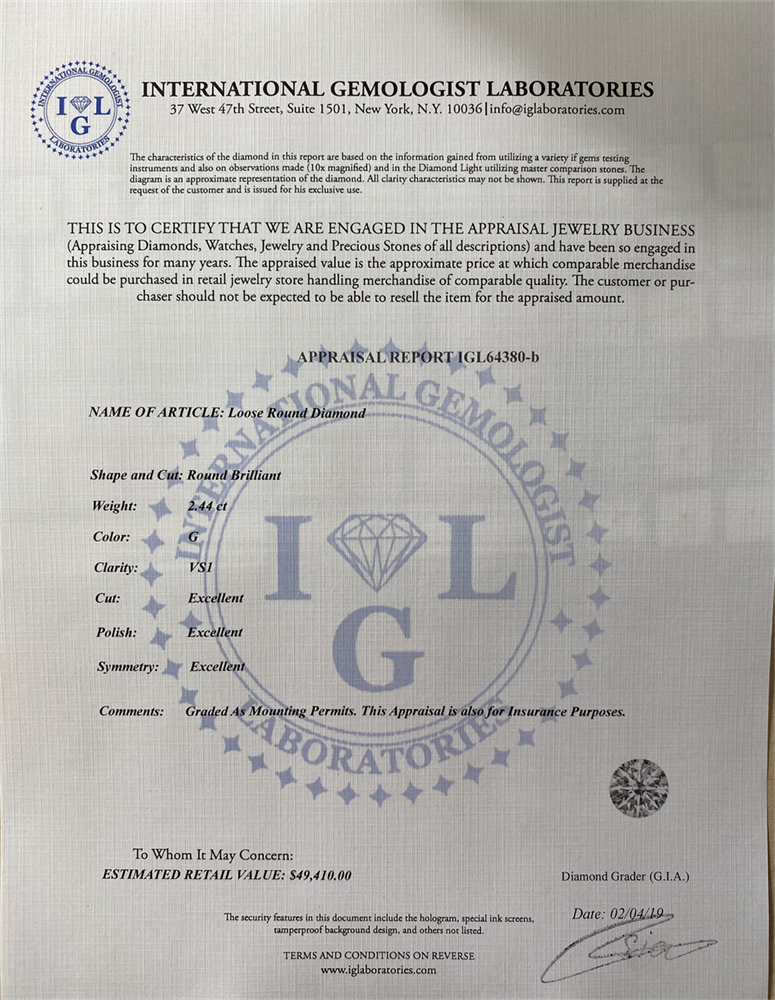 INTERNATIONAL GEMOLOGIST
I L
G
LABORATORIES
INTERNATIONAL GEMOLOGIST LABORATORIES
37 West 47th Street, Suite 1501, New York, N.Y. 10036|info@iglaboratories.com
The characteristics of the diamond in this report are based on the information gained from utilizing a variety if gems testing
instruments and also on observations made (10x magnified) and in the Diamond Light utilizing master comparison stones. The
diagram is an approximate representation of the diamond. All clarity characteristics may not be shown. This report is supplied at the
request of the customer and is issued for his exclusive use.
THIS IS TO CERTIFY THAT WE ARE ENGAGED IN THE APPRAISAL JEWELRY BUSINESS
(Appraising Diamonds, Watches, Jewelry and Precious Stones of all descriptions) and have been so engaged in
this business for many years. The appraised value is the approximate price at which comparable merchandise
could be purchased in retail jewelry store handling merchandise of comparable quality. The customer or pur-
chaser should not be expected to be able to resell the item for the appraised amount.
APPRAISAL REPORT IGL64380-b
INTERNATIONAL GEMOLOGIST
NAME OF ARTICLE: Loose Round Diamond
Shape and Cut: Round Brilliant
Weight: 2.44 ct
Color: G
Clarity: VS1
I L
G
Cut: Excellent
Polish: Excellent
Symmetry: Excellent
Comments: Graded As Mounting Permits. This Appraisal is also for Insurance Purposes.
LABORATORIES
To Whom It May Concern:
ESTIMATED RETAIL VALUE: $49,410.00
Diamond Grader (G.I.A.)
Date: 02/04/19
The security features in this document include the hologram, special ink screens,
tamperproof background design, and others not listed.
TERMS AND CONDITIONS ON REVERSE
www.iglaboratories.com